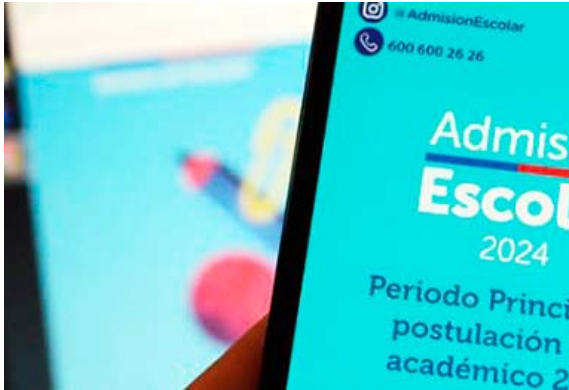 @AdmisionEscolar
600 600 26 26
Admis
Escol
2024
Periodo Princi
postulación
académico 2